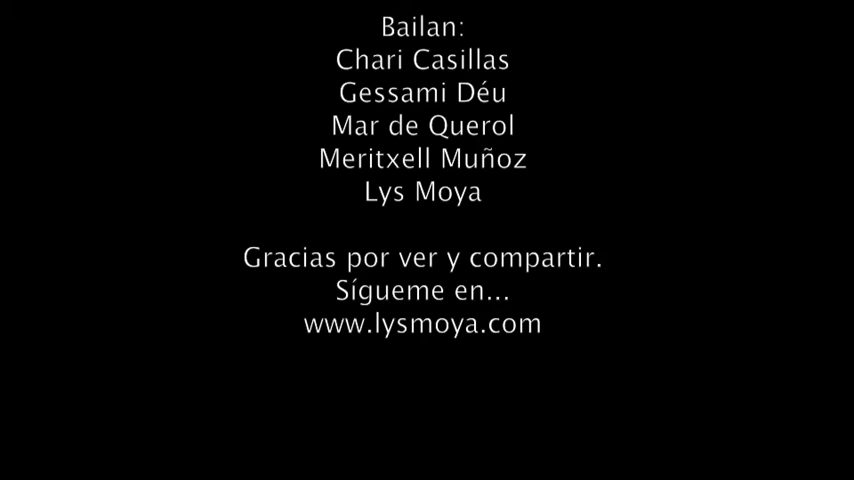 Bailan:
Chari Casillas
Gessami Déu
Mar de Querol
Meritxell Muñoz
Lys Moya
Gracias por ver y compartir.
Sígueme en...
www.lysmoya.com